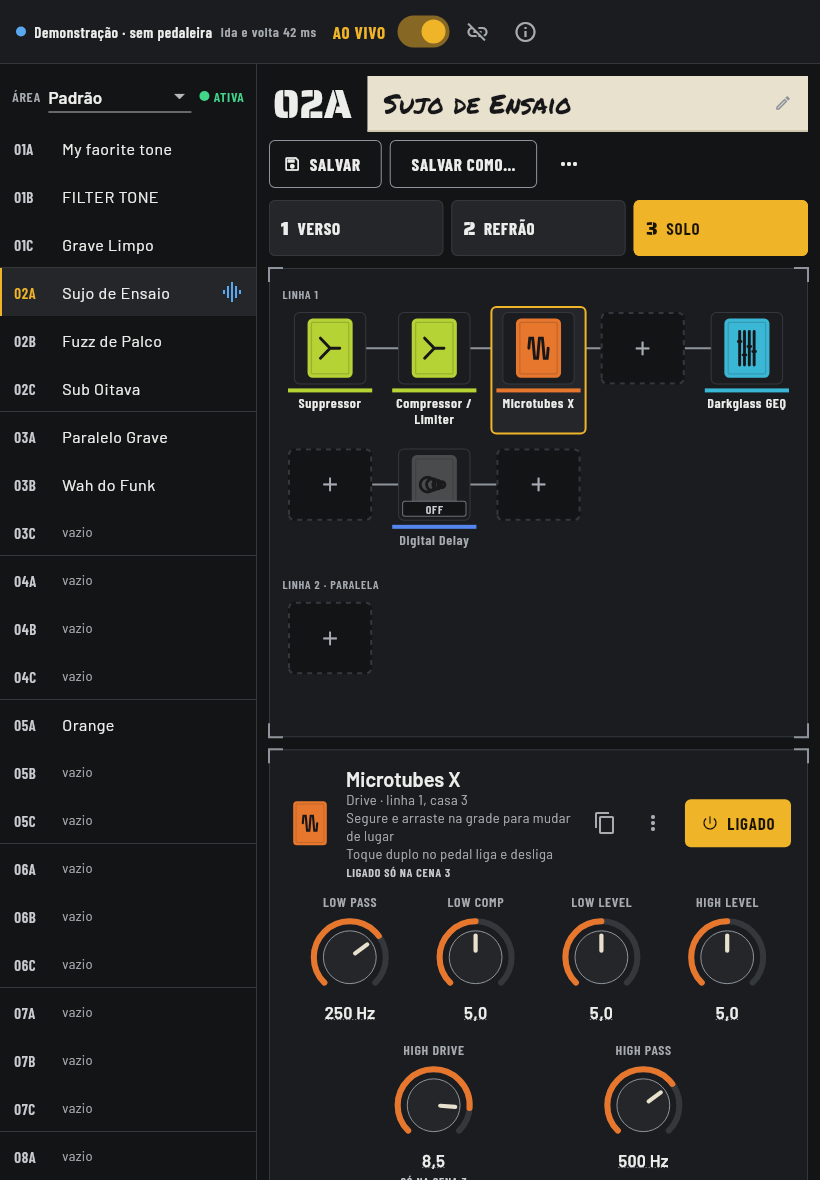 Demonstração · sem pedaleira Ida e volta 42 ms AO VIVO
ÁREA Padrão ATIVA
01A My faorite tone
01B FILTER TONE
01C Grave Limpo
02A Sujo de Ensaio
02B Fuzz de Palco
02C Sub Oitava
03A Paralelo Grave
03B Wah do Funk
03C vazio
04A vazio
04B vazio
04C vazio
05A Orange
05B vazio
05C vazio
06A vazio
06B vazio
06C vazio
07A vazio
07B vazio
07C vazio
08A vazio
02A Sujo de Ensaio
SALVAR SALVAR COMO...
1 VERSO 2 REFRÃO 3 SOLO
LINHA 1
Suppressor Compressor / Limiter Microtubes X Darkglass GEQ
OFF
Digital Delay
LINHA 2 · PARALELA
Microtubes X
Drive · linha 1, casa 3
Segure e arraste na grade para mudar
de lugar
Toque duplo no pedal liga e desliga
LIGADO SÓ NA CENA 3
LIGADO
LOW PASS LOW COMP LOW LEVEL HIGH LEVEL
250 Hz 5,0 5,0 5,0
HIGH DRIVE HIGH PASS
8,5 500 Hz
SÓ NA CENA 3